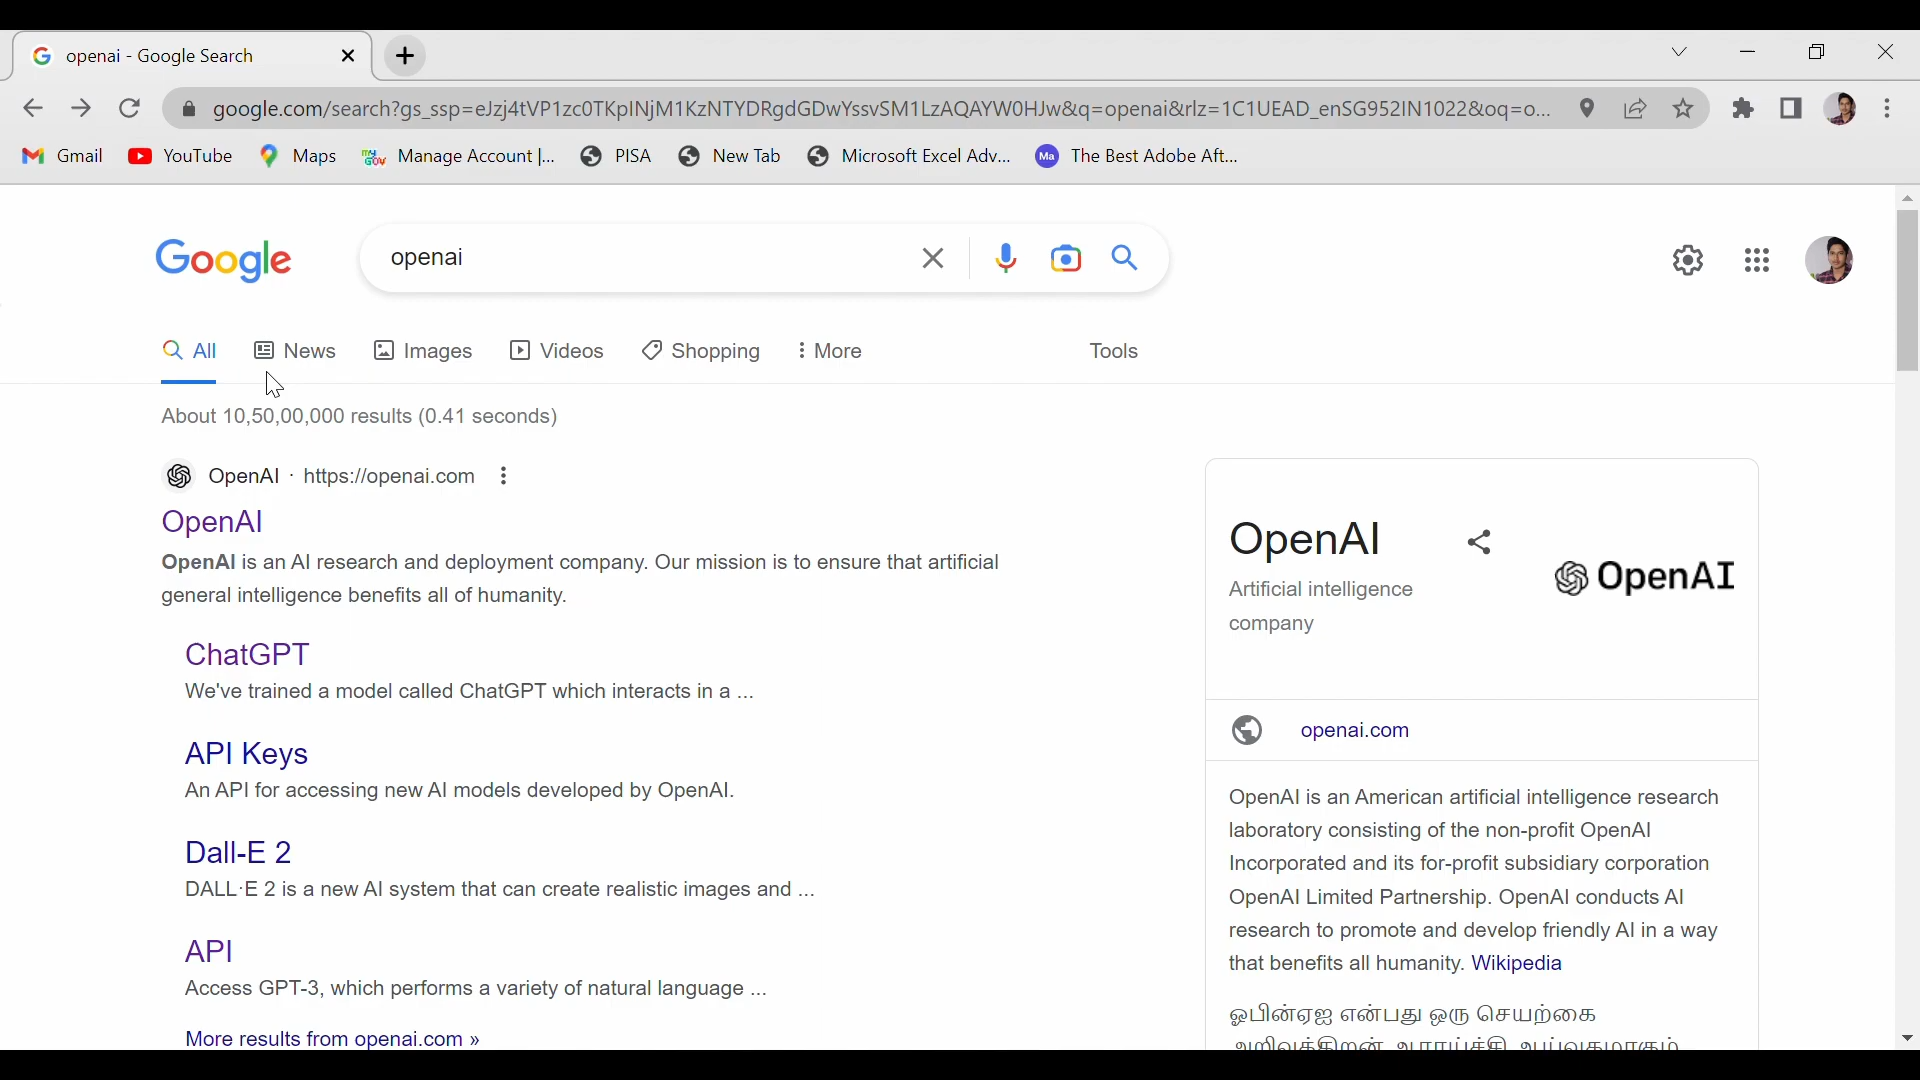 openai - Google Search
google.com/search?gs_ssp=eJzj4tVP1zc0TKpINjM1KzNTYDRgdGDwYssvSM1LzAQAYW0HJw&q=openai&rlz=1C1UEAD_enSG952IN1022&oq=o...
Gmail YouTube Maps Manage Account |... PISA New Tab Microsoft Excel Adv... Ma The Best Adobe Aft...
Google openai
All News Images Videos Shopping More Tools
About 10,50,00,000 results (0.41 seconds)
OpenAI · https://openai.com
OpenAI
OpenAI is an AI research and deployment company. Our mission is to ensure that artificial
general intelligence benefits all of humanity.
ChatGPT
We've trained a model called ChatGPT which interacts in a ...
API Keys
An API for accessing new AI models developed by OpenAI.
Dall-E 2
DALL·E 2 is a new AI system that can create realistic images and ...
API
Access GPT-3, which performs a variety of natural language ...
More results from openai.com »
OpenAI
Artificial intelligence
company
OpenAI
openai.com
OpenAI is an American artificial intelligence research
laboratory consisting of the non-profit OpenAI
Incorporated and its for-profit subsidiary corporation
OpenAI Limited Partnership. OpenAI conducts AI
research to promote and develop friendly AI in a way
that benefits all humanity. Wikipedia
ஓபின்ஏஐ என்பது ஒரு செயற்கை